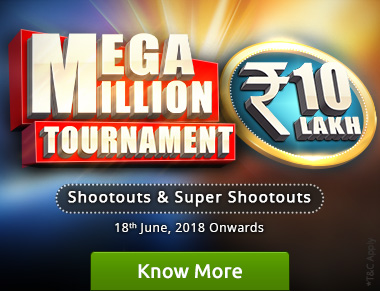 MEGA
MILLION
TOURNAMENT
₹10
LAKH
Shootouts & Super Shootouts
18th June, 2018 Onwards
Know More
*T&C Apply